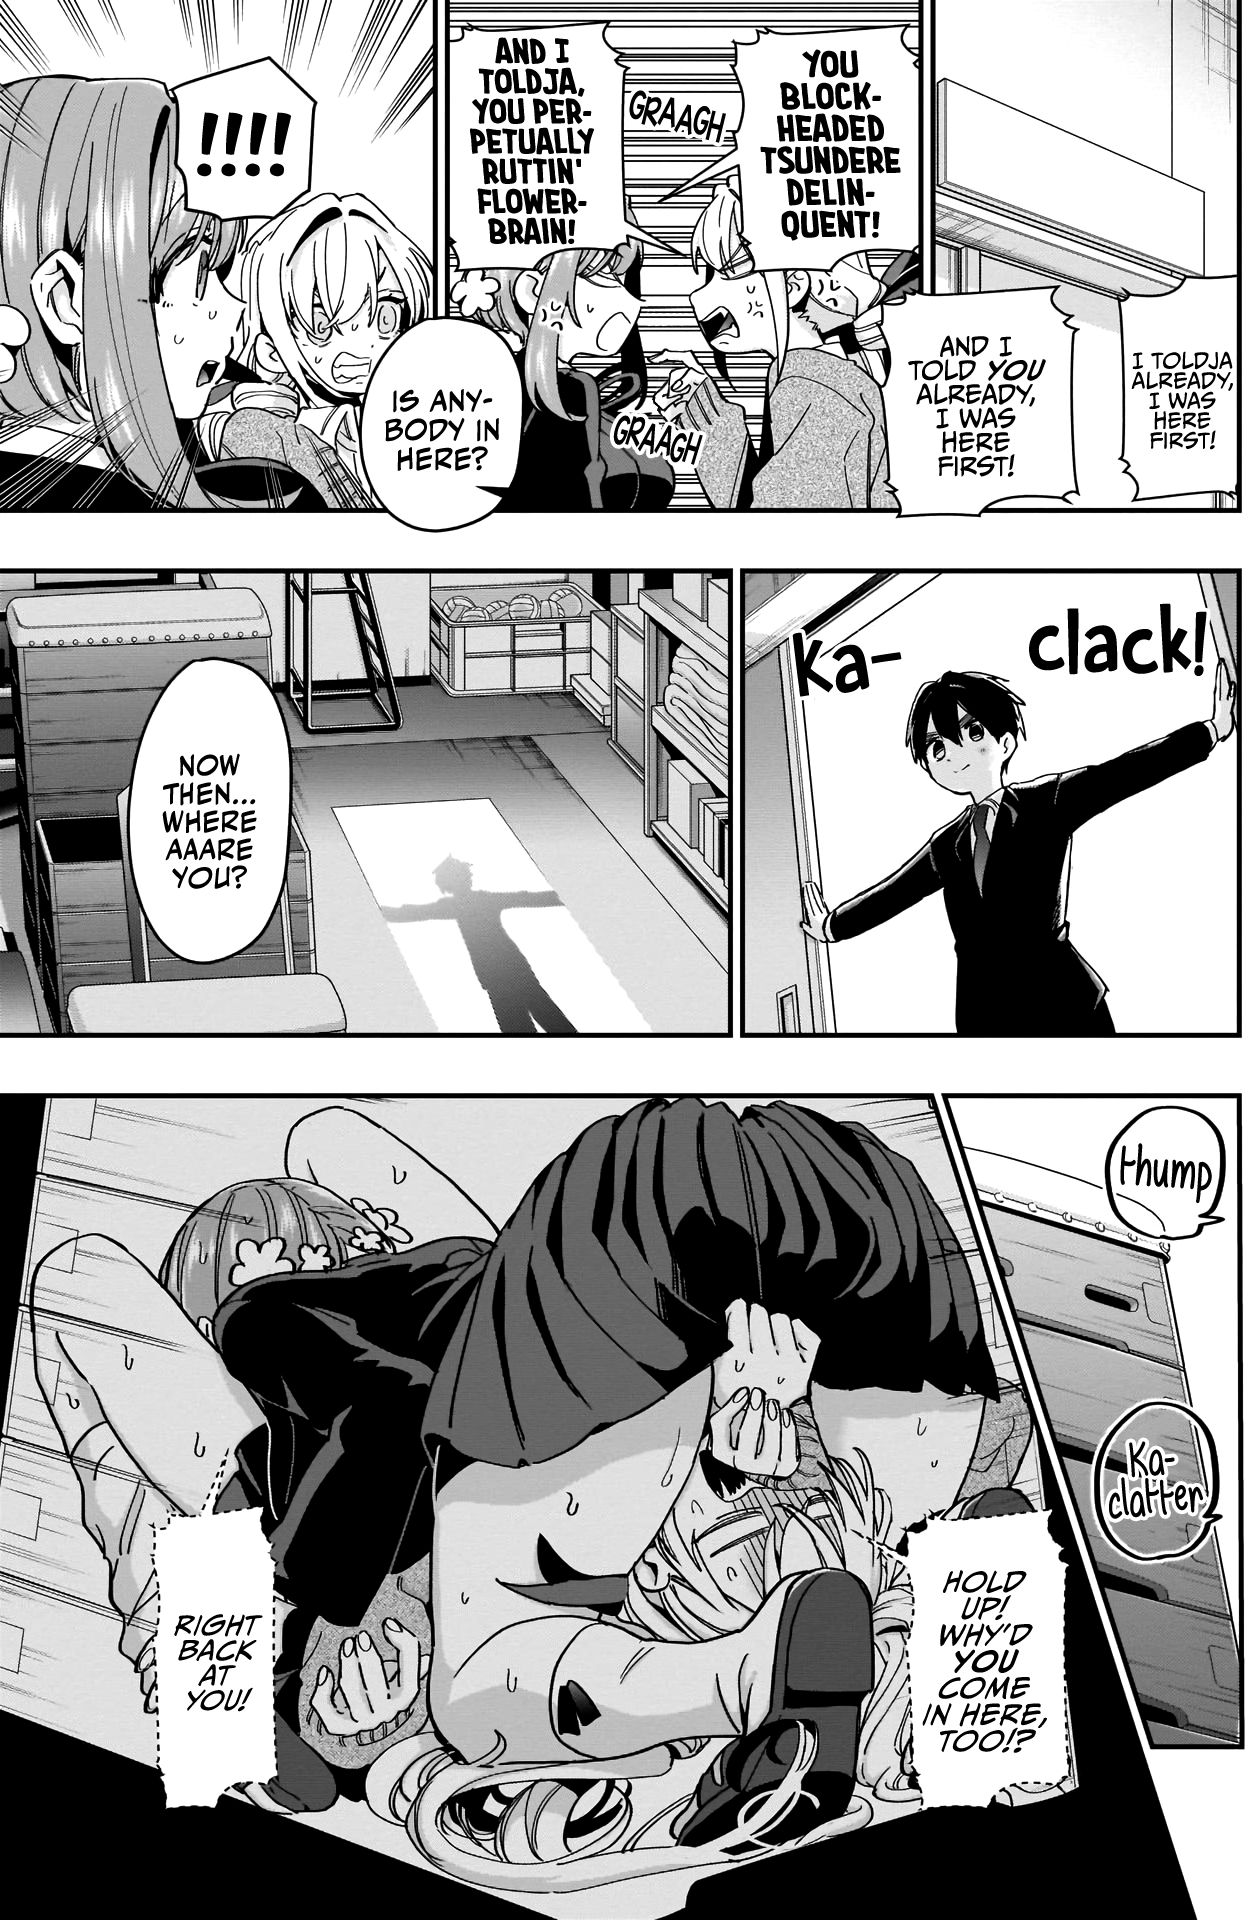 I TOLDJA
ALREADY,
I WAS
HERE
FIRST!
AND I
TOLD YOU
ALREADY,
I WAS
HERE
FIRST!
YOU
BLOCK-
HEADED
TSUNDERE
DELIN-
QUENT!
GRAAGH
AND I
TOLDJA,
YOU PER-
PETUALLY
RUTTIN'
FLOWER-
BRAIN!
GRAAGH
IS ANY-
BODY IN
HERE?
!!!!
Ka-
clack!
NOW
THEN...
WHERE
AAARE
YOU?
thump
Ka-
clatter
HOLD
UP!
WHY'D
YOU
COME
IN HERE,
TOO!?
RIGHT
BACK
AT
YOU!